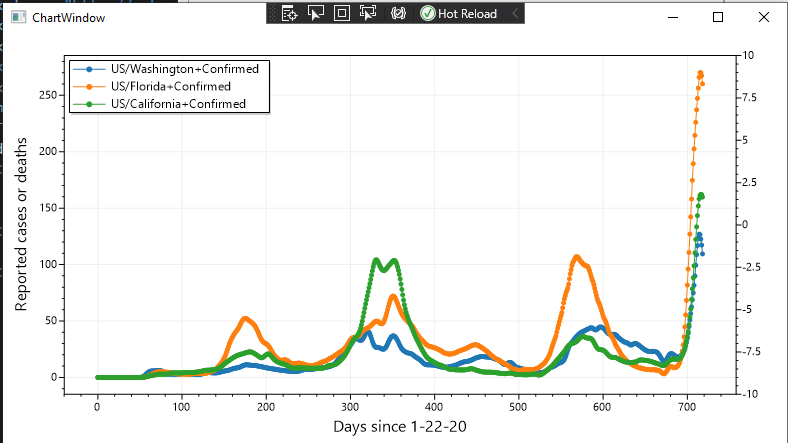 ChartWindow
Hot Reload
US/Washington+Confirmed
US/Florida+Confirmed
US/California+Confirmed
Reported cases or deaths
250
200
150
100
50
0
10
7.5
5
2.5
0
-2.5
-5
-7.5
-10
0 100 200 300 400 500 600 700
Days since 1-22-20